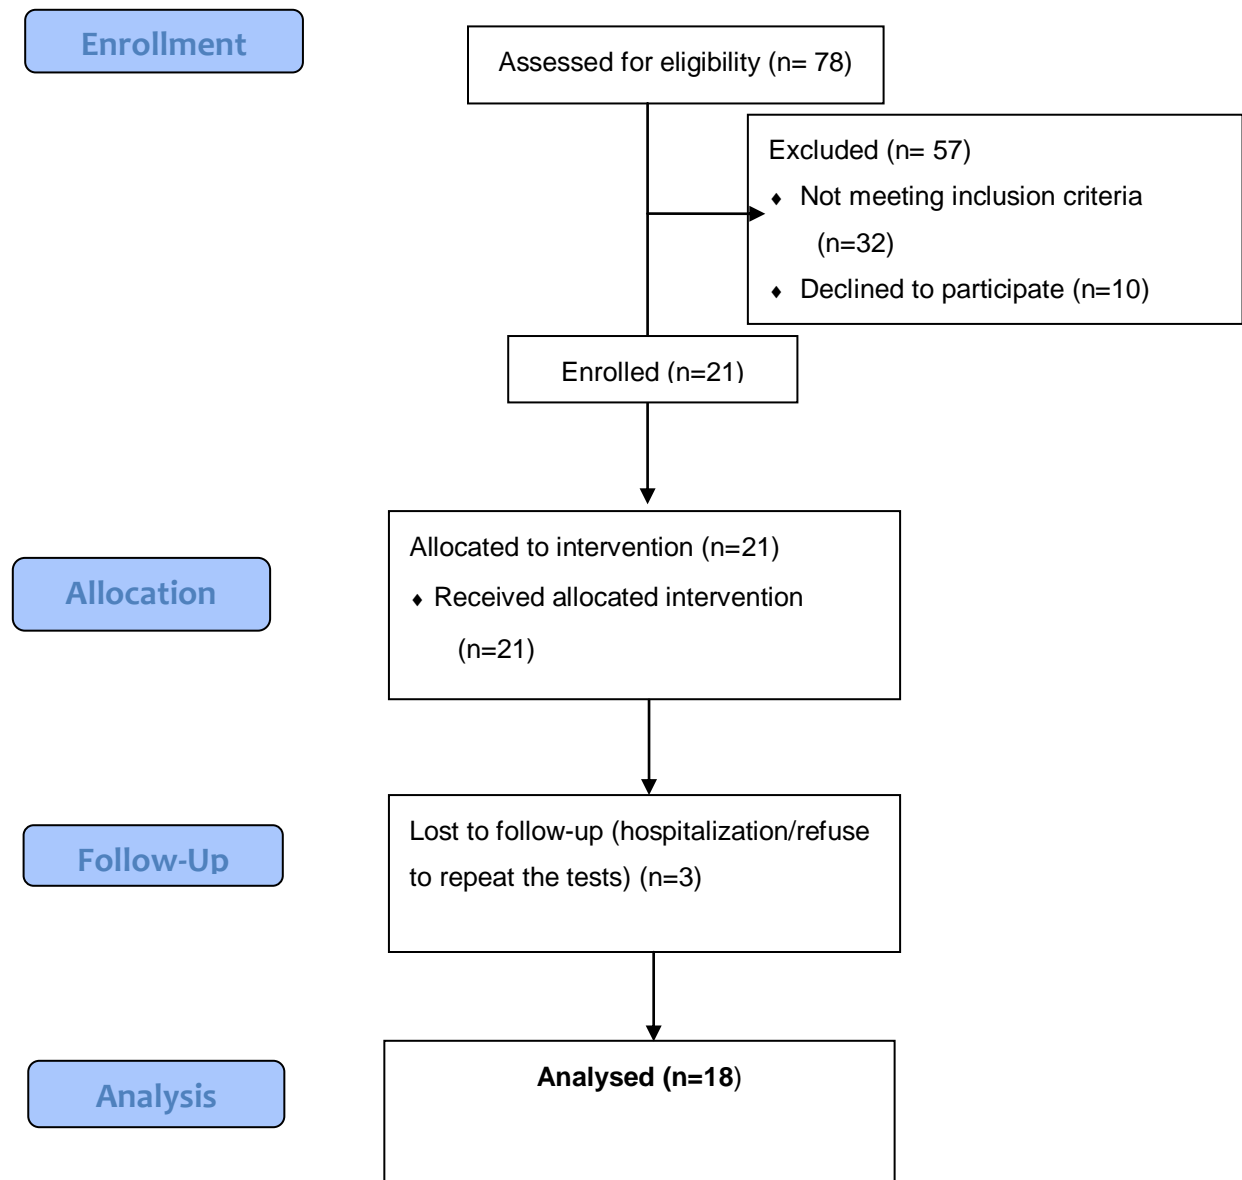 Enrollment
Assessed for eligibility (n= 78)
Excluded (n= 57)
♦ Not meeting inclusion criteria
(n=32)
♦ Declined to participate (n=10)
Enrolled (n=21)
Allocation
Allocated to intervention (n=21)
♦ Received allocated intervention
(n=21)
Follow-Up
Lost to follow-up (hospitalization/refuse
to repeat the tests) (n=3)
Analysis
Analysed (n=18)